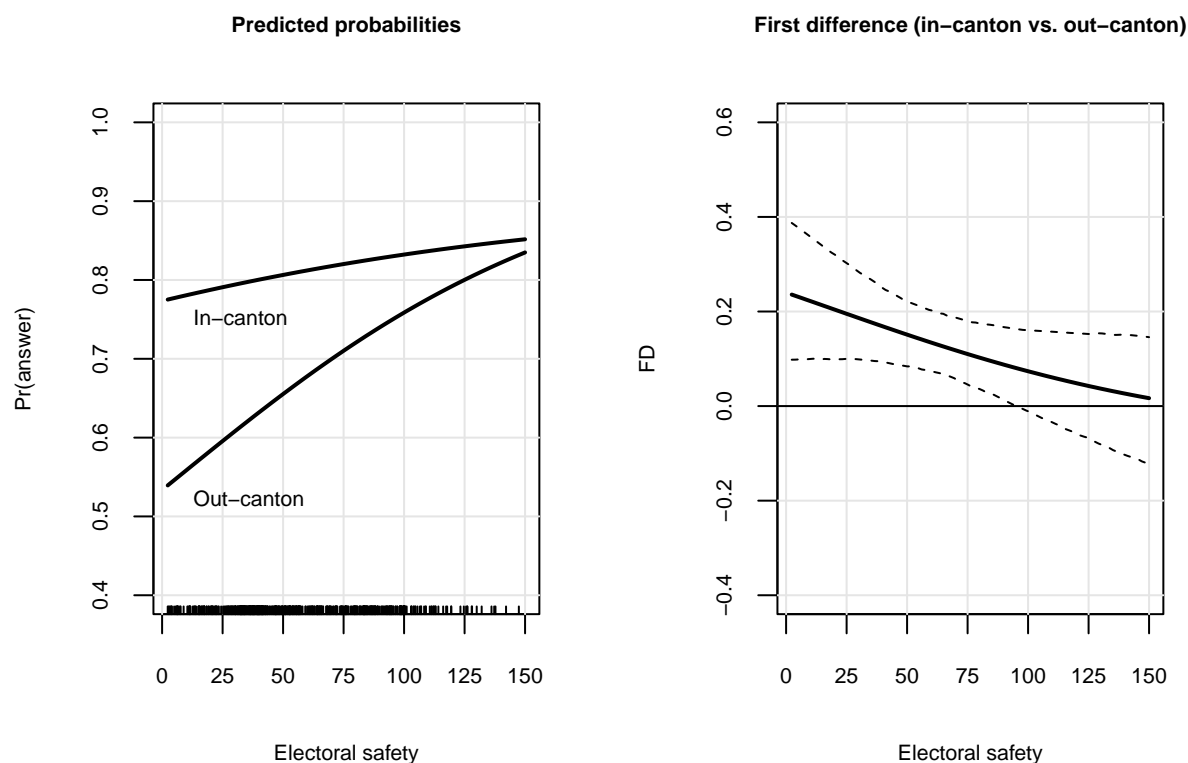 Predicted probabilities
Pr(answer)
1.0
0.9
0.8
0.7
0.6
0.5
0.4
In−canton
Out−canton
0 25 50 75 100 125 150
Electoral safety
First difference (in−canton vs. out−canton)
FD
0.6
0.4
0.2
0.0
−0.2
−0.4
0 25 50 75 100 125 150
Electoral safety